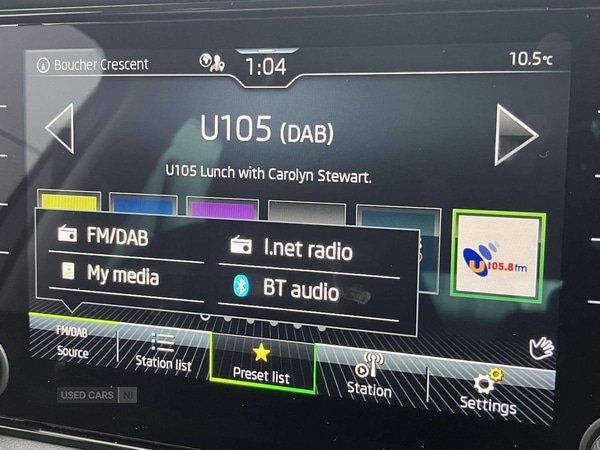 Boucher Crescent
1:04
10.5°C
U105 (DAB)
U105 Lunch with Carolyn Stewart.
FM/DAB
I.net radio
My media
BT audio
U105.8fm
FM/DAB
Source
Station list
Preset list
Station
Settings
USED CARS NI